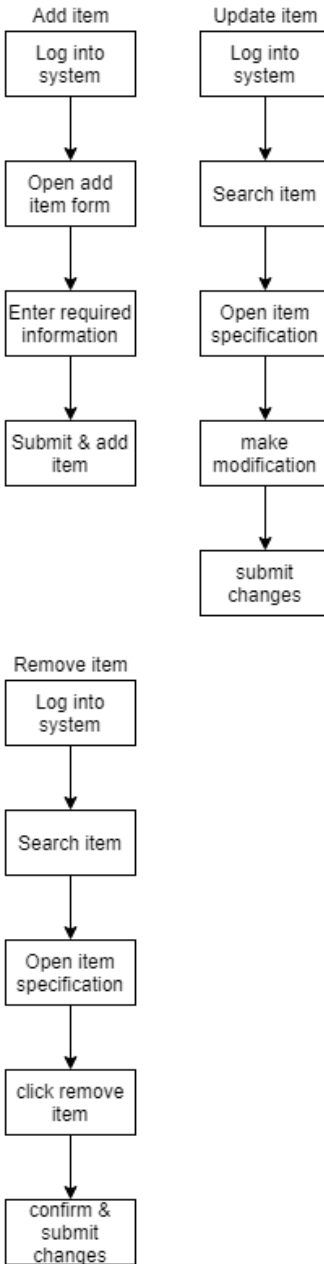 Add item
Log into
system
Open add
item form
Enter required
information
Submit & add
item
Update item
Log into
system
Search item
Open item
specification
make
modification
submit
changes
Remove item
Log into
system
Search item
Open item
specification
click remove
item
confirm &
submit
changes